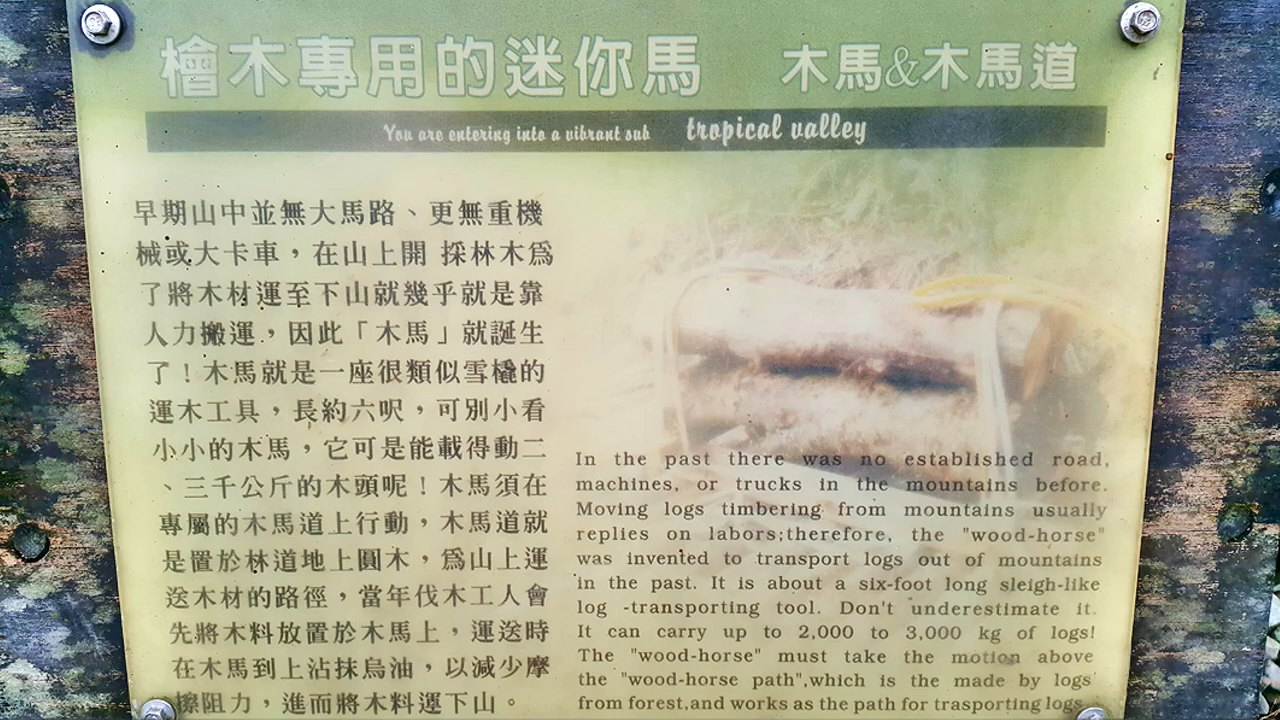 檜木專用的迷你馬 木馬&木馬道
You are entering into a vibrant sub tropical valley
早期山中並無大馬路、更無重機
械或大卡車，在山上開 採林木為
了將木材運至下山就幾乎就是靠
人力搬運，因此「木馬」就誕生
了！木馬就是一座很類似雪橇的
運木工具，長約六呎，可別小看
小小的木馬，它可是能載得動二
、三千公斤的木頭呢！木馬須在
專屬的木馬道上行動，木馬道就
是置於林道地上圓木，為山上運
送木材的路徑，當年伐木工人會
先將木料放置於木馬上，運送時
在木馬到上沾抹烏油，以減少摩
擦阻力，進而將木料運下山。
In the past there was no established road,
machines, or trucks in the mountains before.
Moving logs timbering from mountains usually
replies on labors;therefore, the "wood-horse"
was invented to transport logs out of mountains
in the past. It is about a six-foot long sleigh-like
log -transporting tool. Don't underestimate it.
It can carry up to 2,000 to 3,000 kg of logs!
The "wood-horse" must take the motion above
the "wood-horse path",which is the made by logs
from forest,and works as the path for trasporting logs.